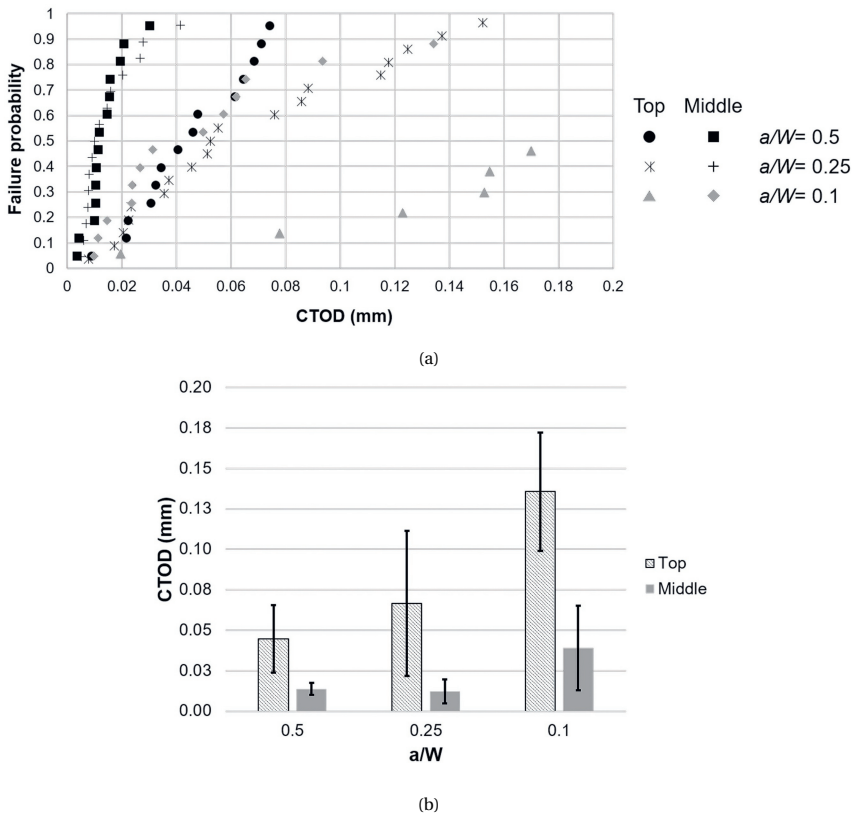 Failure probability
1
0.9
0.8
0.7
0.6
0.5
0.4
0.3
0.2
0.1
0
0 0.02 0.04 0.06 0.08 0.1 0.12 0.14 0.16 0.18 0.2
CTOD (mm)
Top Middle
a/W= 0.5
a/W= 0.25
a/W= 0.1
(a)
CTOD (mm)
0.20
0.18
0.15
0.13
0.10
0.08
0.05
0.03
0.00
0.5 0.25 0.1
a/W
Top
Middle
(b)